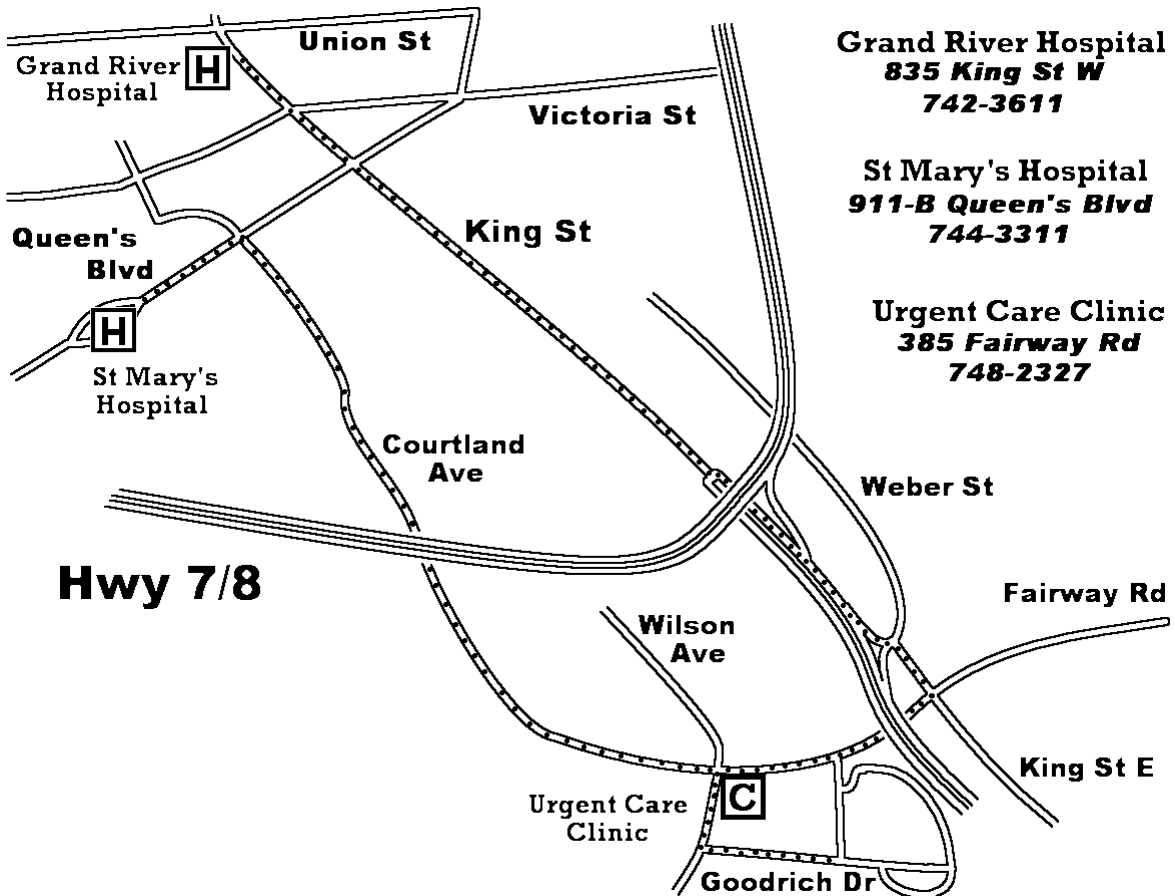 Union St
Grand River
Hospital
H
Victoria St
Queen's
Blvd
H
St Mary's
Hospital
King St
Courtland
Ave
Weber St
Hwy 7/8
Wilson
Ave
Fairway Rd
King St E
Urgent Care
Clinic
C
Goodrich Dr
Grand River Hospital
835 King St W
742-3611
St Mary's Hospital
911-B Queen's Blvd
744-3311
Urgent Care Clinic
385 Fairway Rd
748-2327